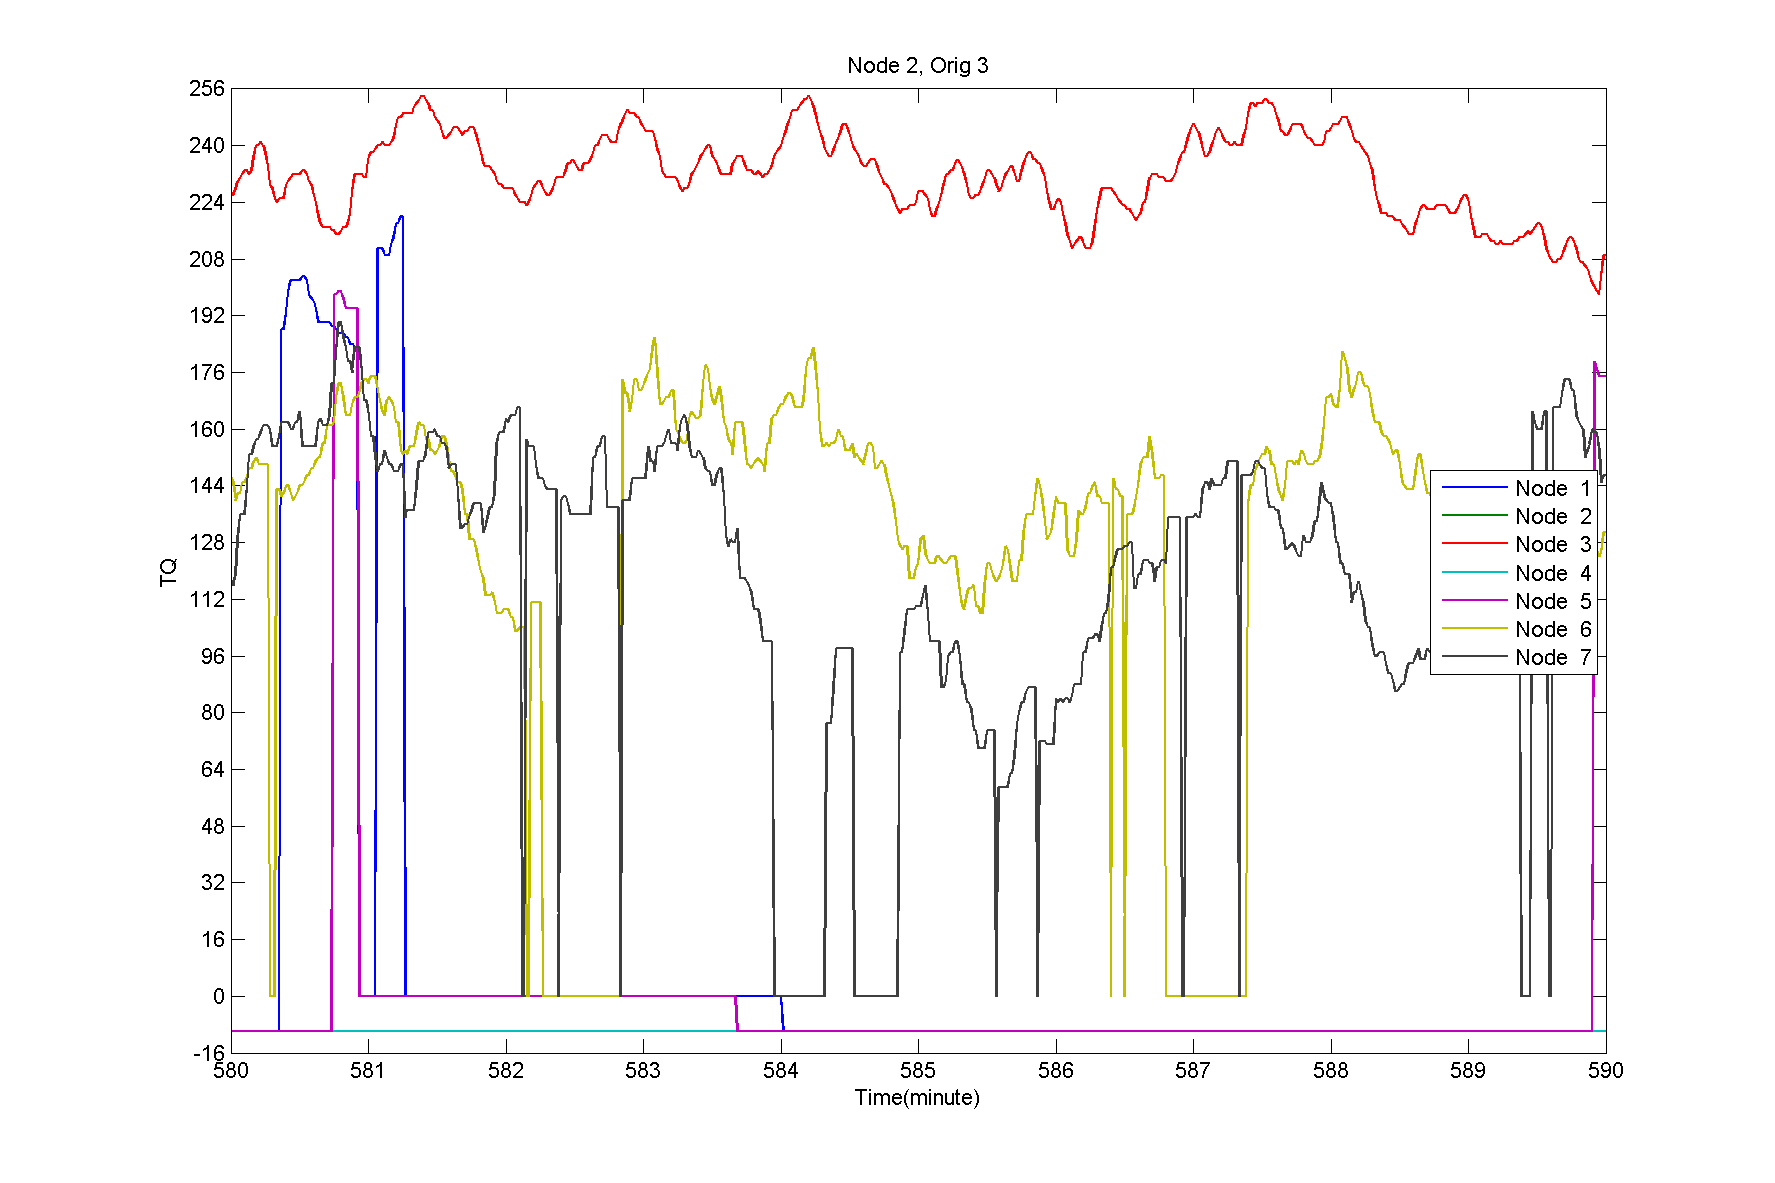 Node 2, Orig 3
256
240
224
208
192
176
160
144
128
112
96
80
64
48
32
16
0
-16
TQ
Node 1
Node 2
Node 3
Node 4
Node 5
Node 6
Node 7
580 581 582 583 584 585 586 587 588 589 590
Time(minute)